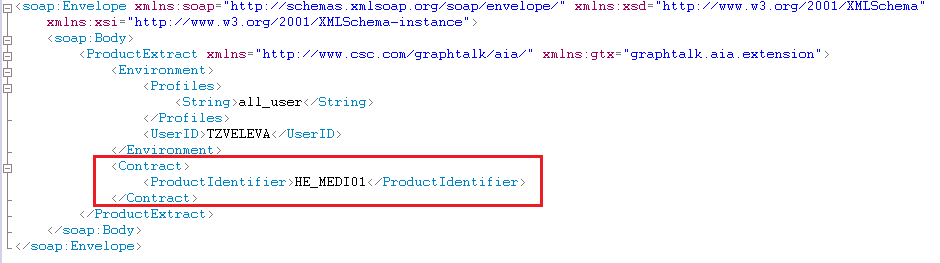 <soap:Envelope xmlns:soap="http://schemas.xmlsoap.org/soap/envelope/" xmlns:xsd="http://www.w3.org/2001/XMLSchema"
xmlns:xsi="http://www.w3.org/2001/XMLSchema-instance">
<soap:Body>
<ProductExtract xmlns="http://www.csc.com/graphtalk/aia/" xmlns:gtx="graphtalk.aia.extension">
<Environment>
<Profiles>
<String>all_user</String>
</Profiles>
<UserID>TZVELEVA</UserID>
</Environment>
<Contract>
<ProductIdentifier>HE_MEDI01</ProductIdentifier>
</Contract>
</ProductExtract>
</soap:Body>
</soap:Envelope>